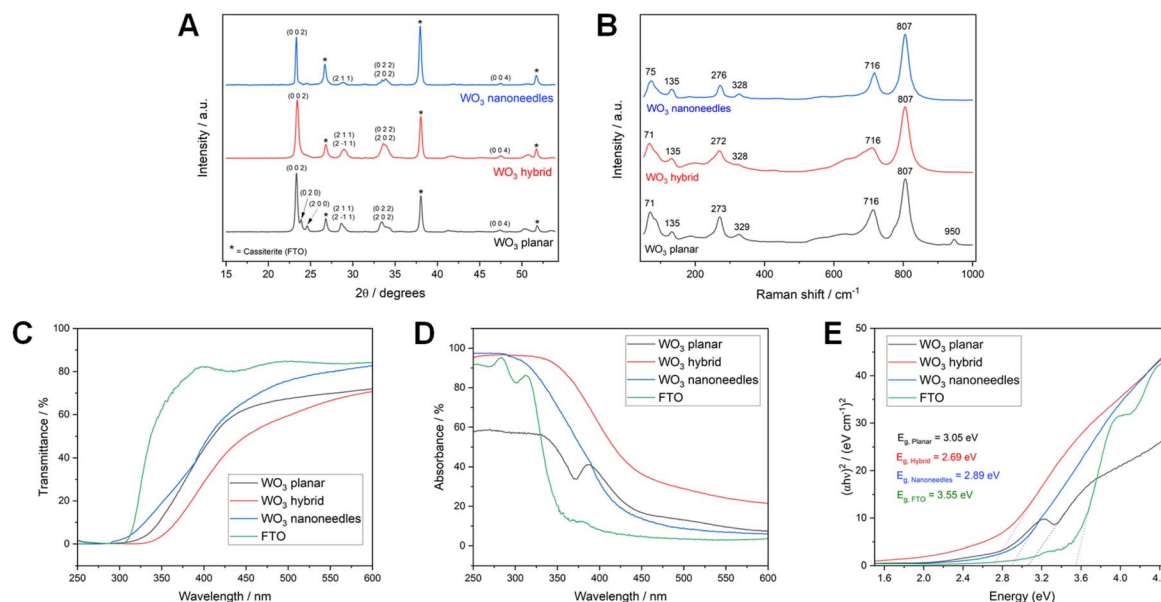 A
(0 0 2)
*
*
(2 1 1)
(0 2 2)
(2 0 2)
(0 0 4)
*
WO₃ nanoneedles
(0 0 2)
*
(2 1 1)
(2 -1 1)
(0 2 2)
(2 0 2)
*
(0 0 4)
*
WO₃ hybrid
(0 0 2)
(0 2 0)
(2 0 0)
*
(2 1 1)
(2 -1 1)
(0 2 2)
(2 0 2)
*
(0 0 4)
*
WO₃ planar
* = Cassiterite (FTO)
Intensity / a.u.
15 20 25 30 35 40 45 50
2θ / degrees
B
75
135
276
328
716
807
WO₃ nanoneedles
71
135
272
328
716
807
WO₃ hybrid
71
135
273
329
716
807
950
WO₃ planar
Intensity / a.u.
200 400 600 800 1000
Raman shift / cm⁻¹
C
100
80
60
40
20
0
Transmittance / %
WO₃ planar
WO₃ hybrid
WO₃ nanoneedles
FTO
250 300 350 400 450 500 550 600
Wavelength / nm
D
100
80
60
40
20
0
Absorbance / %
WO₃ planar
WO₃ hybrid
WO₃ nanoneedles
FTO
250 300 350 400 450 500 550 600
Wavelength / nm
E
50
40
30
20
10
0
(αhν)² / (eV cm⁻¹)²
WO₃ planar
WO₃ hybrid
WO₃ nanoneedles
FTO
E g, Planar = 3.05 eV
E g, Hybrid = 2.69 eV
E g, Nanoneedles = 2.89 eV
E g, FTO = 3.55 eV
1.6 2.0 2.4 2.8 3.2 3.6 4.0 4.4
Energy (eV)